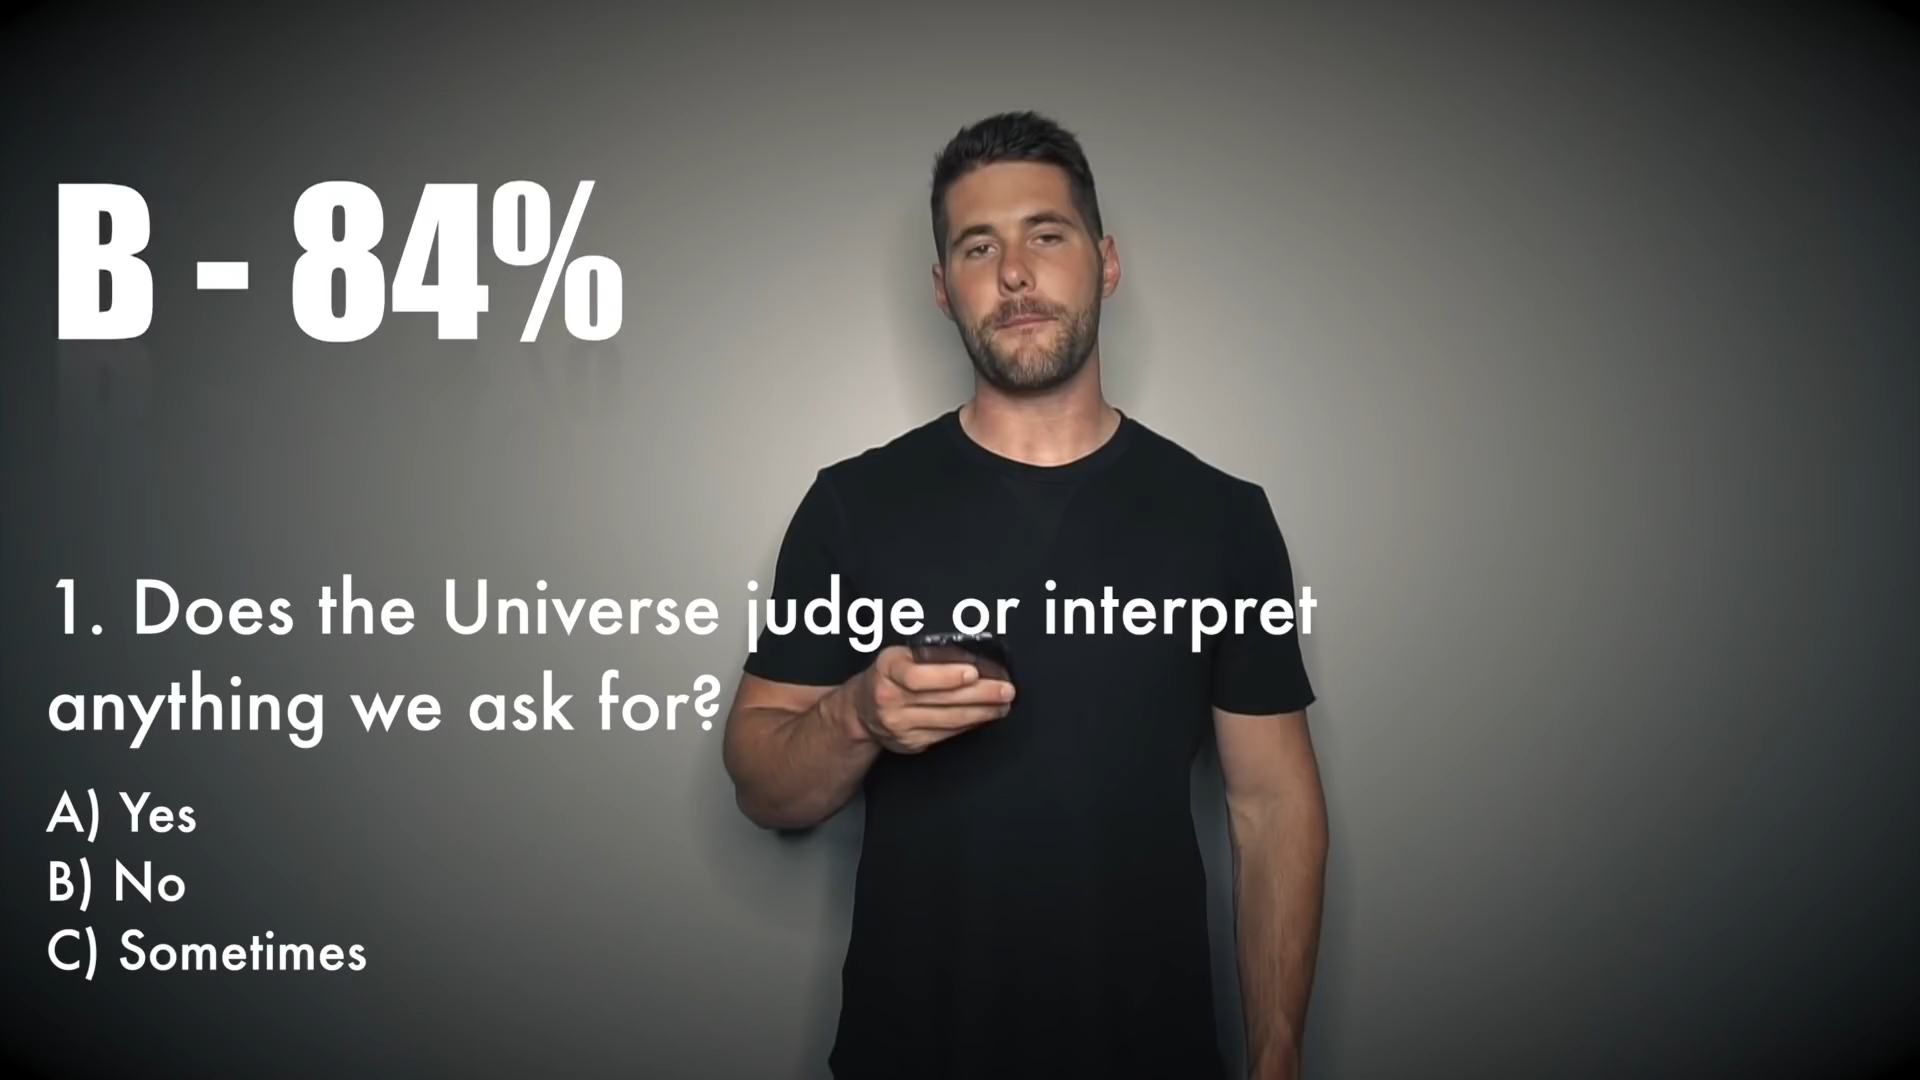 B - 84%
1. Does the Universe judge or interpret
anything we ask for?
A) Yes
B) No
C) Sometimes